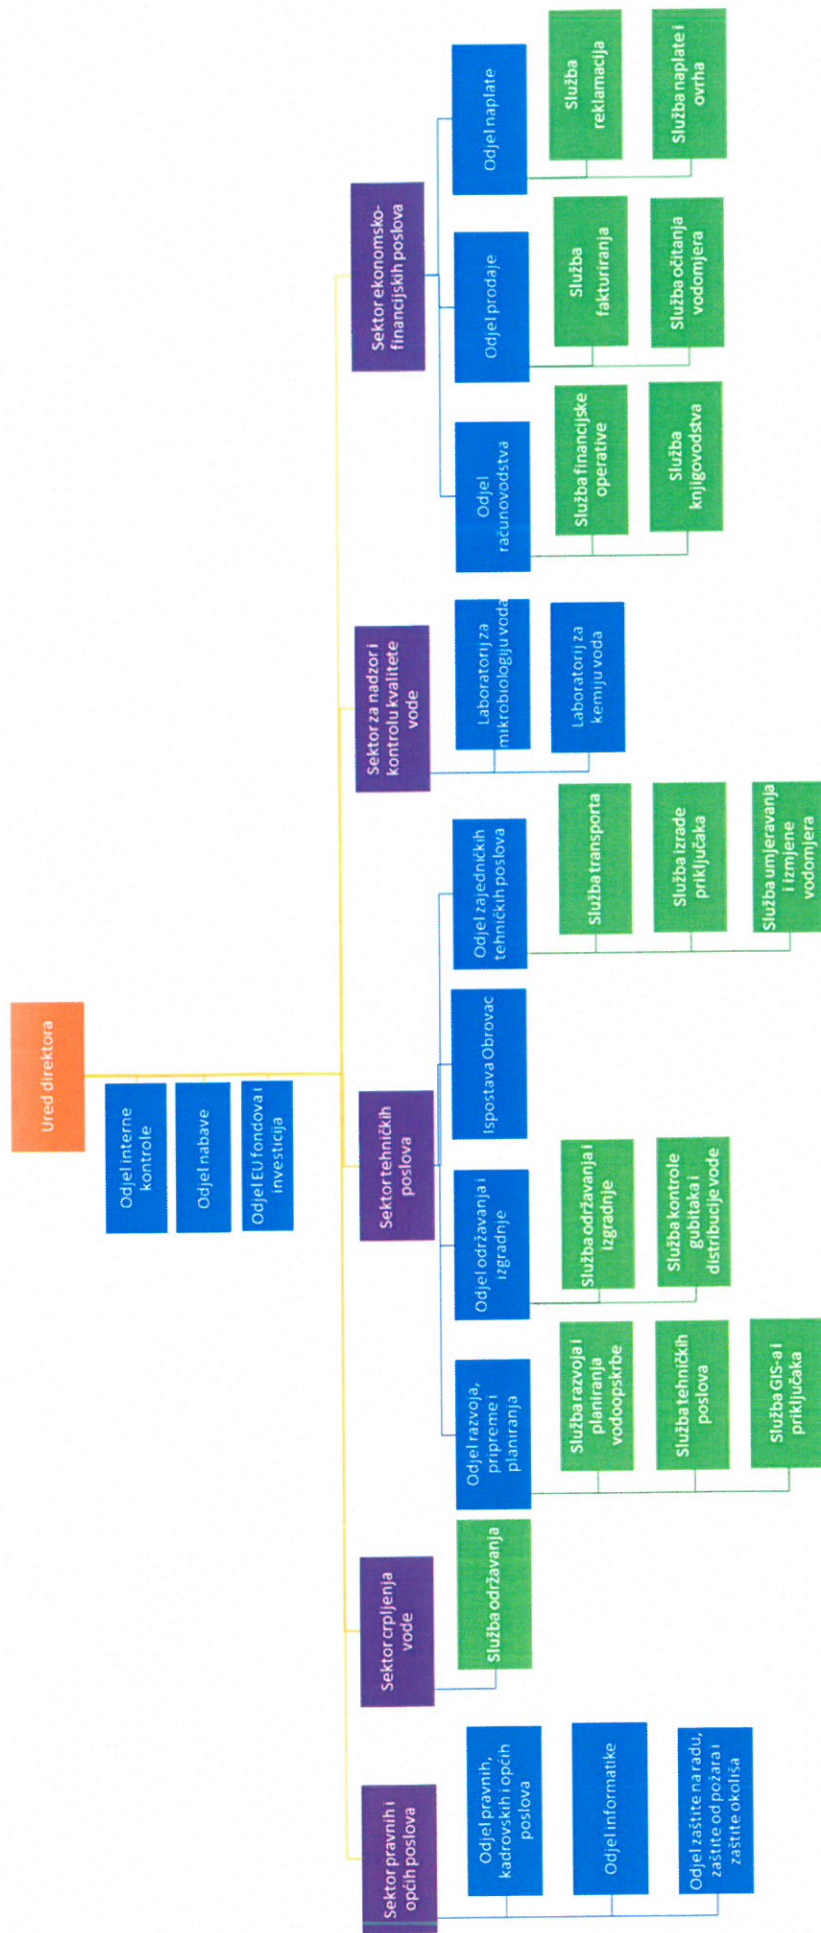 Ured direktora
Odjel interne
kontrole
Odjel nabave
Odjel EU fondova i
investicija
Sektor pravnih i
općih poslova
Odjel pravnih,
kadrovskih i općih
poslova
Odjel informatike
Odjel zaštite na radu,
zaštite od požara i
zaštite okoliša
Sektor crpljenja
vode
Služba održavanja
Sektor tehničkih
poslova
Odjel razvoja,
pripreme i
planiranja
Služba razvoja i
planiranja
vodoopskrbe
Služba tehničkih
poslova
Služba GIS-a i
priključaka
Odjel održavanja i
izgradnje
Služba održavanja i
izgradnje
Služba kontrole
gubitaka i
distribucije vode
Ispostava Obrovac
Odjel zajedničkih
tehničkih poslova
Služba transporta
Služba izrade
priključaka
Služba umjeravanja
i izmjene
vodomjera
Sektor za nadzor i
kontrolu kvalitete
vode
Laboratorij za
mikrobiologiju voda
Laboratorij za
kemiju voda
Sektor ekonomsko-
financijskih poslova
Odjel
računovodstva
Služba financijske
operative
Služba
knjigovodstva
Odjel prodaje
Služba
fakturiranja
Služba očitanja
vodomjera
Odjel naplate
Služba
reklamacija
Služba naplate i
ovrha